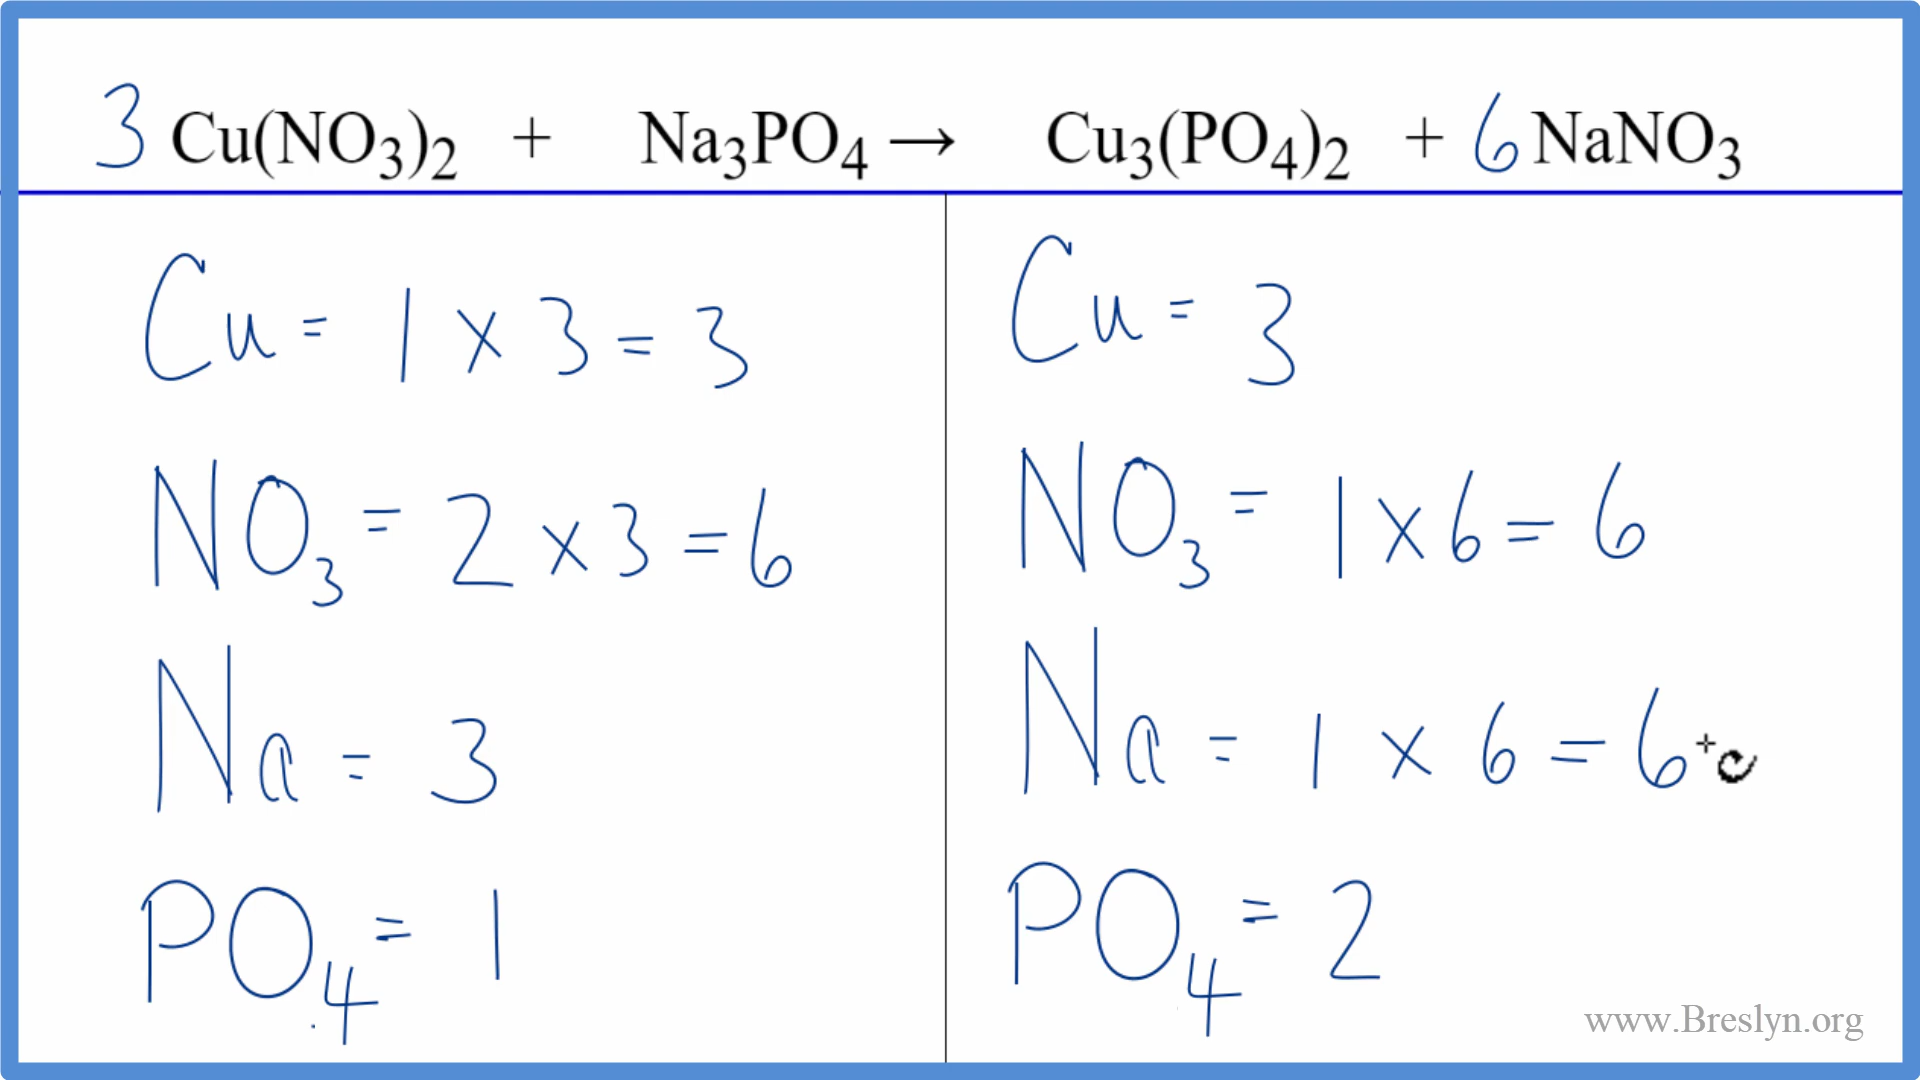 3 Cu(NO3)2 + Na3PO4 → Cu3(PO4)2 + 6 NaNO3
Cu = 1 x 3 = 3
NO3 = 2 x 3 = 6
Na = 3
PO4 = 1
Cu = 3
NO3 = 1 x 6 = 6
Na = 1 x 6 = 6
PO4 = 2
www.Breslyn.org